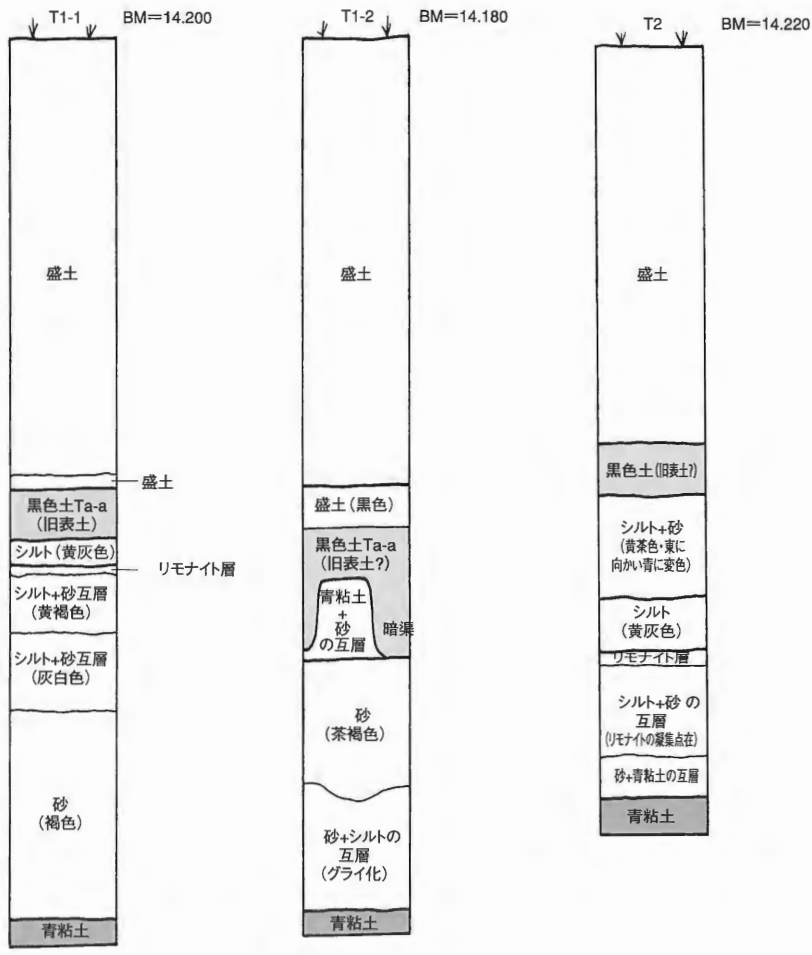 T1-1 BM=14.200
盛土
盛土
黒色土Ta-a
(旧表土)
シルト(黄灰色)
リモナイト層
シルト+砂互層
(黄褐色)
シルト+砂互層
(灰白色)
砂
(褐色)
青粘土
T1-2 BM=14.180
盛土
盛土(黒色)
黒色土Ta-a
(旧表土?)
青粘土
+
砂
の互層
暗渠
砂
(茶褐色)
砂+シルトの
互層
(グライ化)
青粘土
T2 BM=14.220
盛土
黒色土(旧表土?)
シルト+砂
(黄茶色・東に
向かい青に変色)
シルト
(黄灰色)
リモナイト層
シルト+砂 の
互層
(リモナイトの凝集点在)
砂+青粘土の互層
青粘土